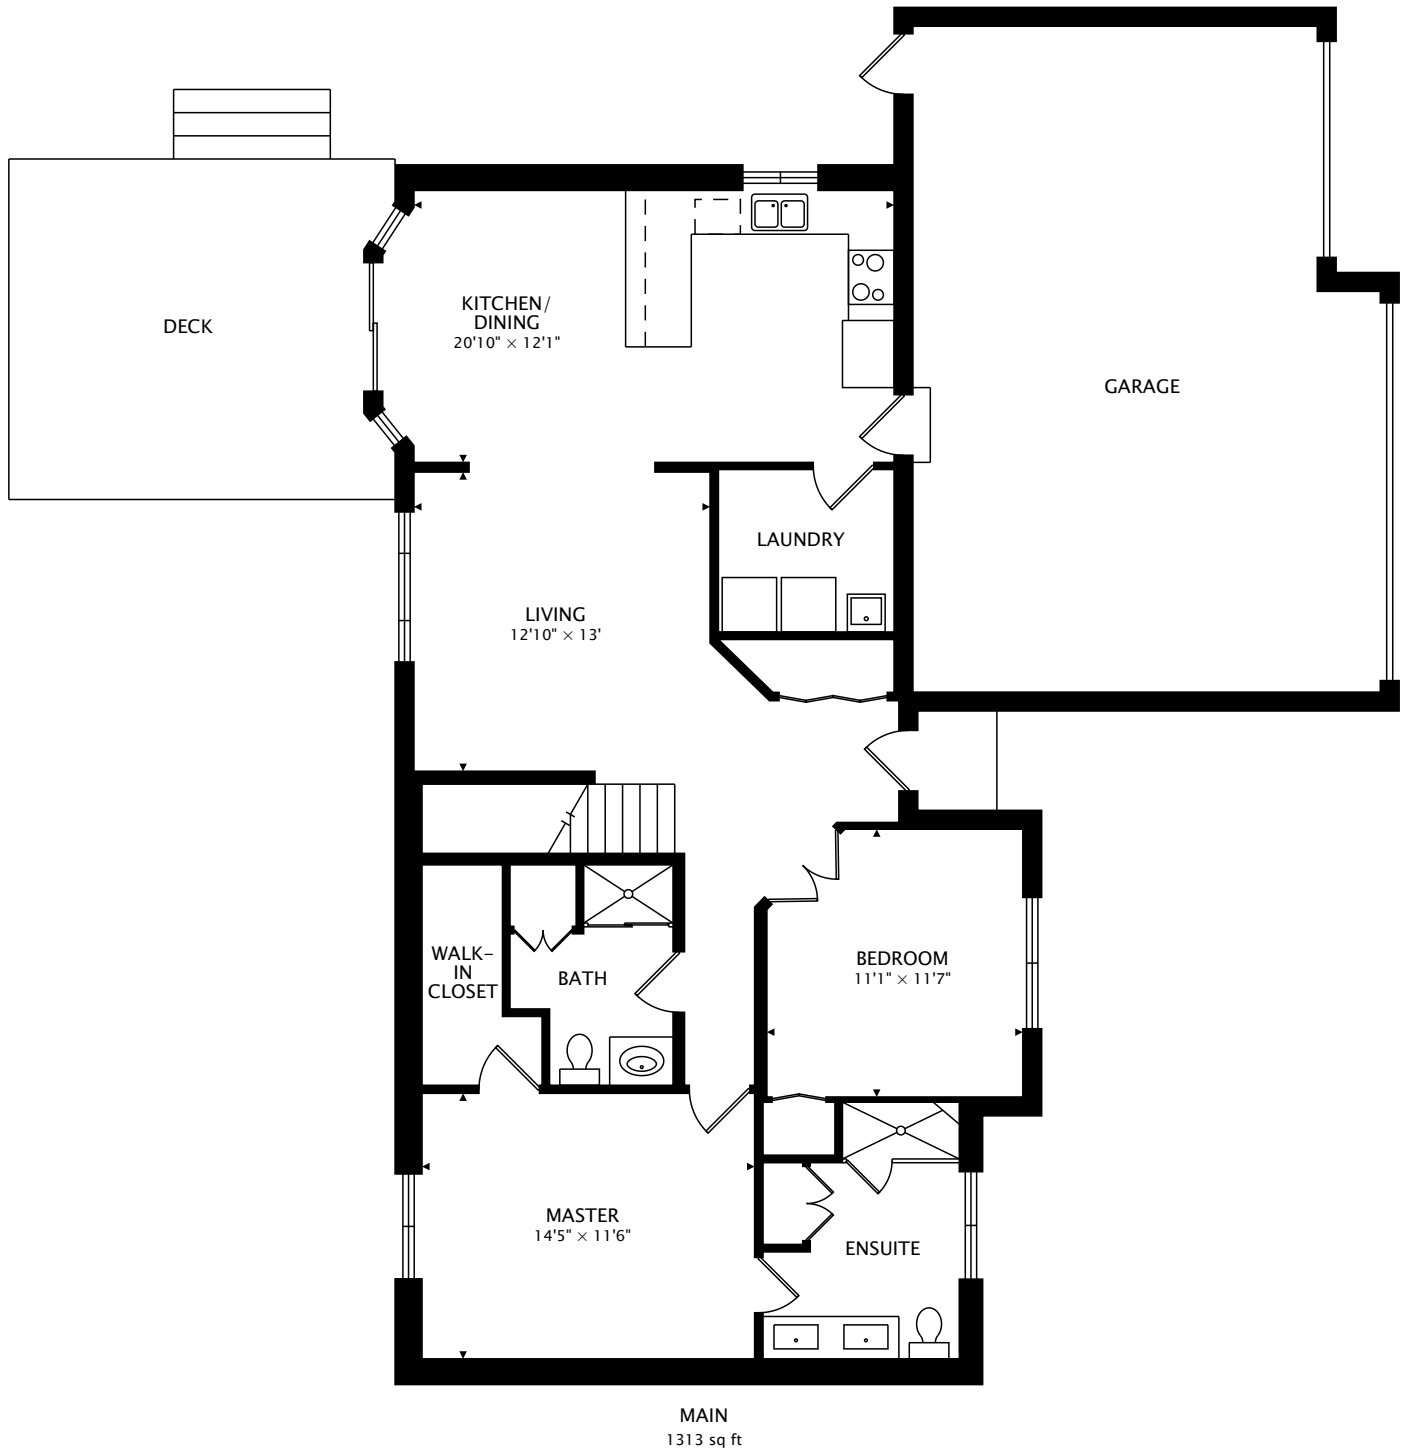 DECK
KITCHEN/
DINING
20'10" × 12'1"
GARAGE
LAUNDRY
LIVING
12'10" × 13'
WALK-
IN
CLOSET
BATH
BEDROOM
11'1" × 11'7"
MASTER
14'5" × 11'6"
ENSUITE
MAIN
1313 sq ft